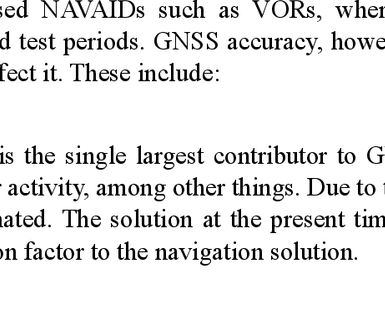 sed NAVAIDs such as VORs, wher
d test periods. GNSS accuracy, howe
fect it. These include:
is the single largest contributor to G
activity, among other things. Due to
nated. The solution at the present tim
on factor to the navigation solution.